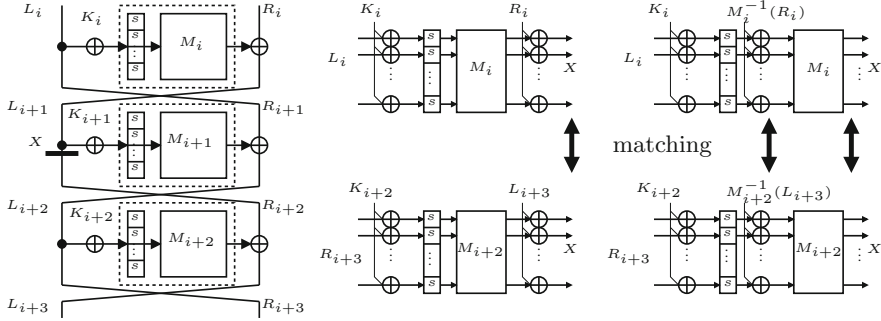 L_i K_i R_i
s
s M_i
⋮
s
s
L_{i+1} K_{i+1} R_{i+1}
X s
s M_{i+1}
⋮
s
s
L_{i+2} K_{i+2} R_{i+2}
s
s M_{i+2}
⋮
s
s
L_{i+3} R_{i+3}
K_i R_i
L_i s
s M_i X
⋮
s
K_{i+2} L_{i+3}
R_{i+3} s
s M_{i+2} X
⋮
s
K_i M_i^{-1}(R_i)
L_i s
s M_i X
⋮
s
matching
K_{i+2} M_{i+2}^{-1}(L_{i+3})
R_{i+3} s
s M_{i+2} X
⋮
s